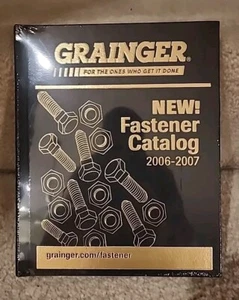 GRAINGER®
FOR THE ONES WHO GET IT DONE
NEW!
Fastener
Catalog
2006-2007
grainger.com/fastener